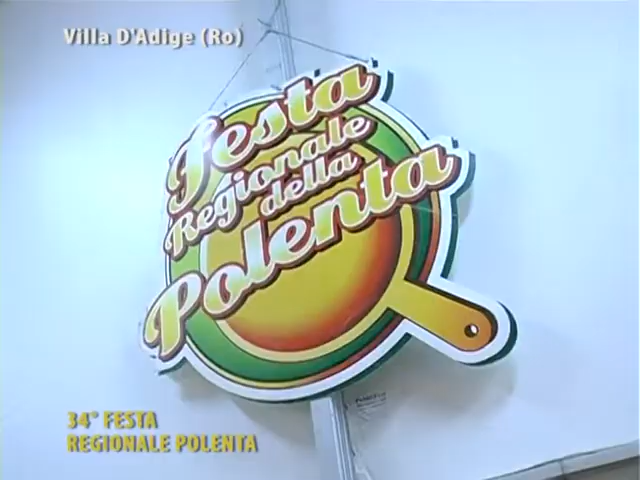 Villa D'Adige (Ro)
Festa
Regionale
della
Polenta
34° FESTA
REGIONALE POLENTA